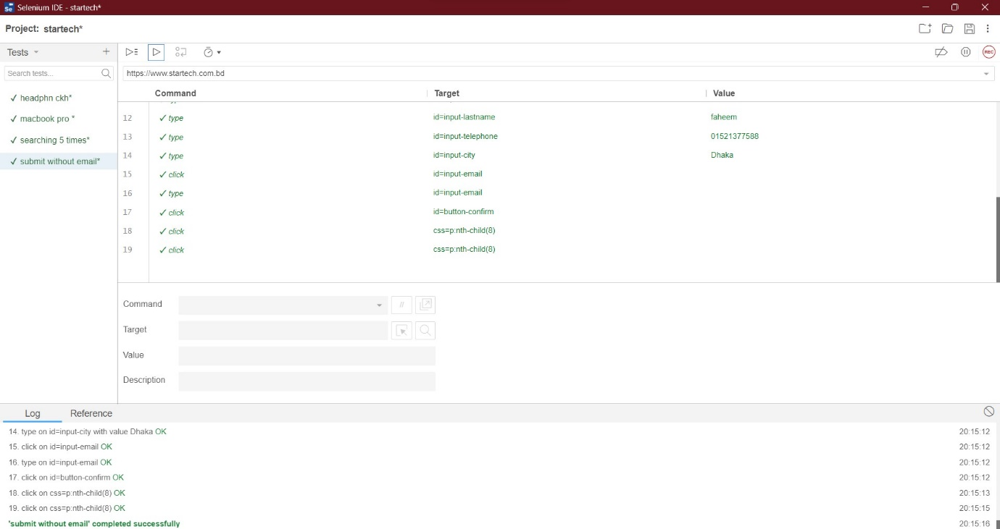 Se Selenium IDE - startech*
Project: startech*
Tests
Search tests...
✓ headphn ckh*
✓ macbook pro *
✓ searching 5 times*
✓ submit without email*
REC
https://www.startech.com.bd
Command Target Value
12 ✓ type id=input-lastname faheem
13 ✓ type id=input-telephone 01521377588
14 ✓ type id=input-city Dhaka
15 ✓ click id=input-email
16 ✓ type id=input-email
17 ✓ click id=button-confirm
18 ✓ click css=p:nth-child(8)
19 ✓ click css=p:nth-child(8)
Command //
Target
Value
Description
Log Reference
14. type on id=input-city with value Dhaka OK 20:15:12
15. click on id=input-email OK 20:15:12
16. type on id=input-email OK 20:15:12
17. click on id=button-confirm OK 20:15:12
18. click on css=p:nth-child(8) OK 20:15:13
19. click on css=p:nth-child(8) OK 20:15:15
'submit without email' completed successfully 20:15:16